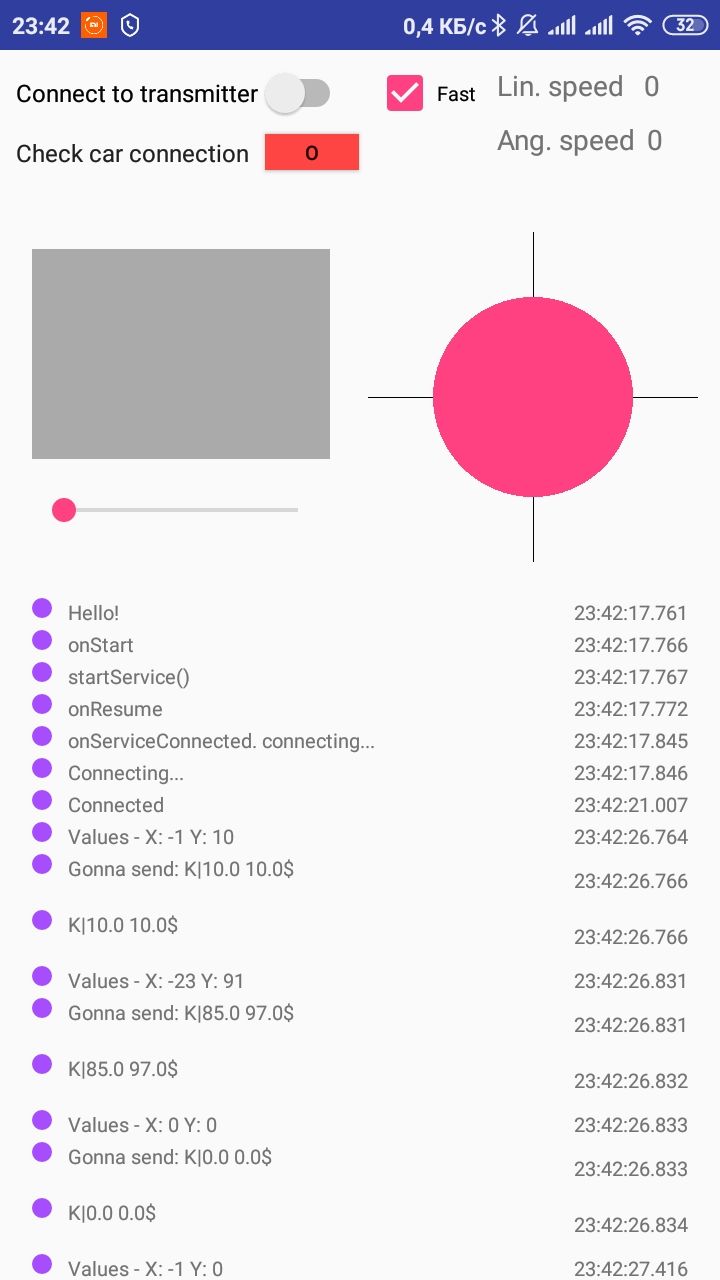 23:42 0,4 КБ/с 32
Connect to transmitter Fast Lin. speed 0
Check car connection O Ang. speed 0
Hello! 23:42:17.761
onStart 23:42:17.766
startService() 23:42:17.767
onResume 23:42:17.772
onServiceConnected. connecting... 23:42:17.845
Connecting... 23:42:17.846
Connected 23:42:21.007
Values - X: -1 Y: 10 23:42:26.764
Gonna send: K|10.0 10.0$ 23:42:26.766
K|10.0 10.0$ 23:42:26.766
Values - X: -23 Y: 91 23:42:26.831
Gonna send: K|85.0 97.0$ 23:42:26.831
K|85.0 97.0$ 23:42:26.832
Values - X: 0 Y: 0 23:42:26.833
Gonna send: K|0.0 0.0$ 23:42:26.833
K|0.0 0.0$ 23:42:26.834
Values - X: -1 Y: 0 23:42:27.416